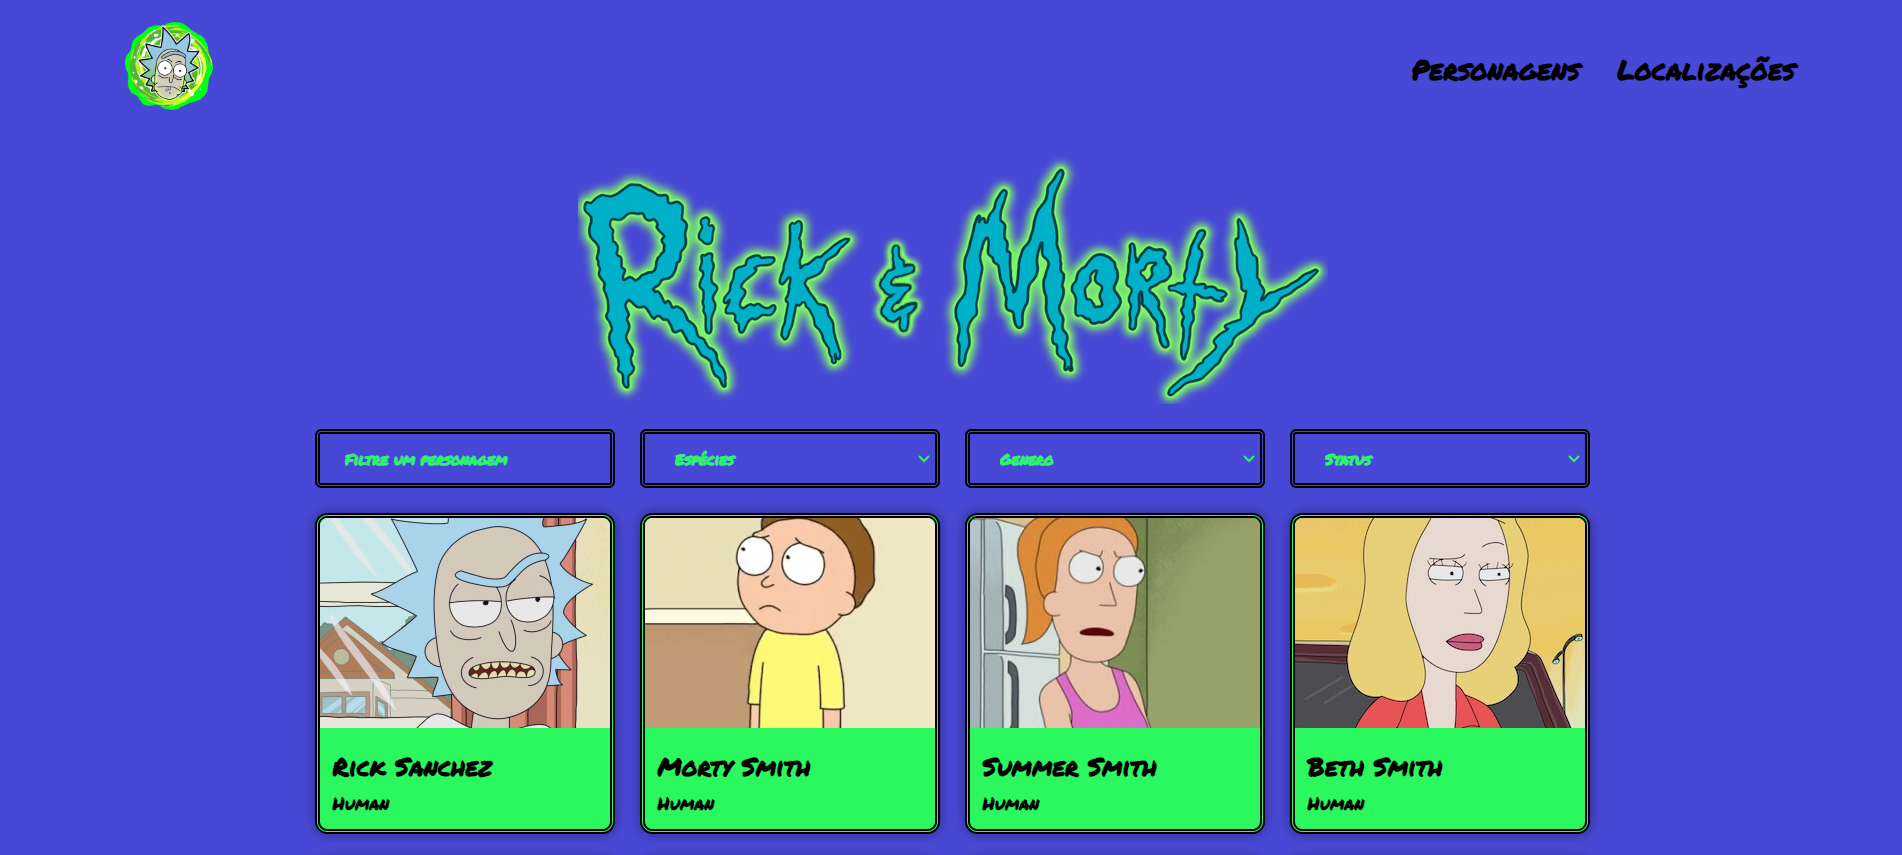 Personagens Localizações
Rick & Morty
Filtre um personagem Espécies Genero Status
Rick Sanchez Morty Smith Summer Smith Beth Smith
Human Human Human Human